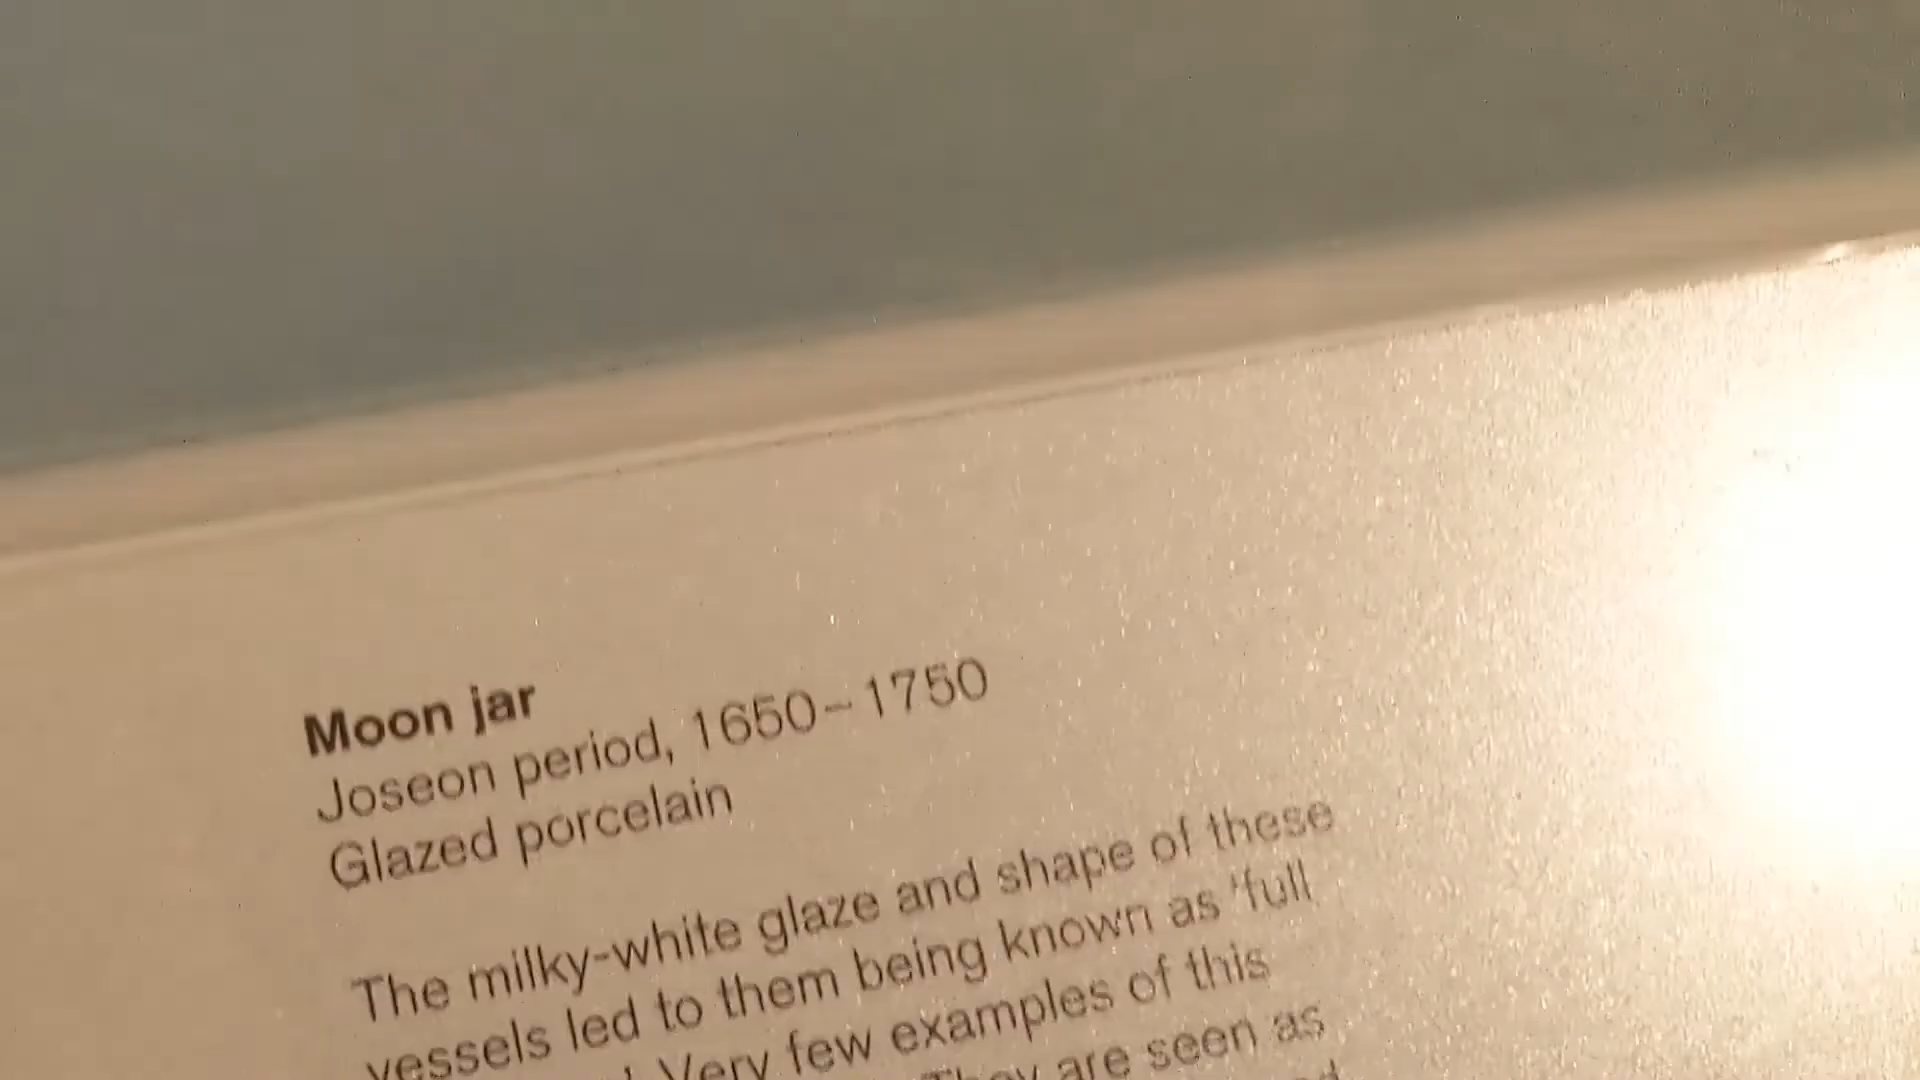 Moon jar
Joseon period, 1650–1750
Glazed porcelain
The milky-white glaze and shape of these
vessels led to them being known as 'full
Very few examples of this
They are seen as